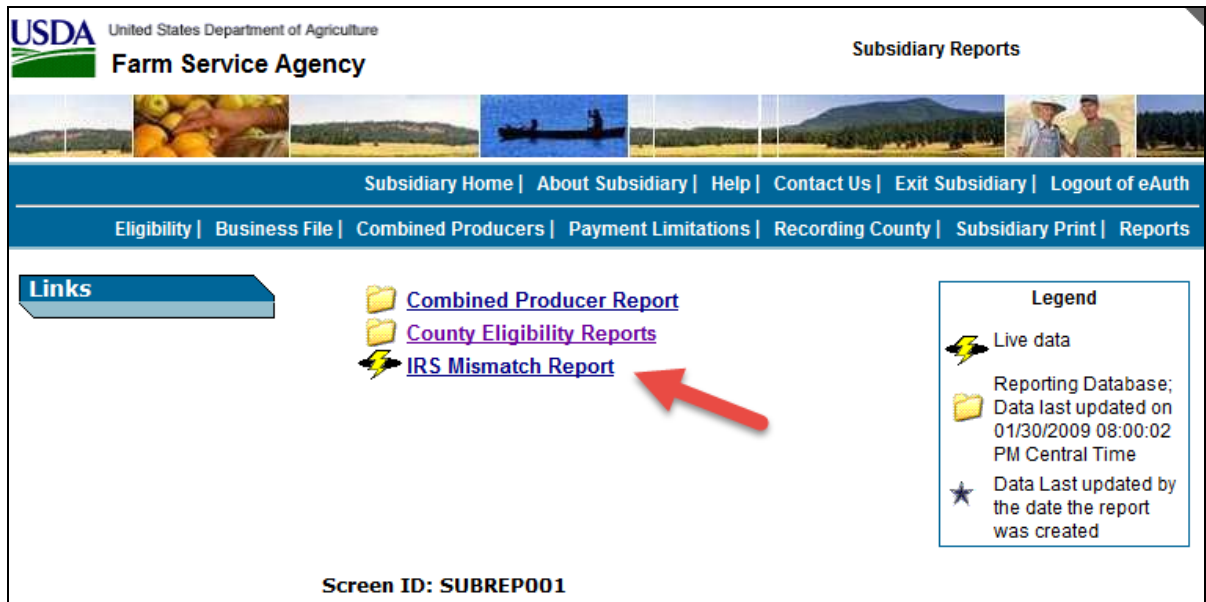 USDA
United States Department of Agriculture
Farm Service Agency
Subsidiary Reports
Subsidiary Home | About Subsidiary | Help | Contact Us | Exit Subsidiary | Logout of eAuth
Eligibility | Business File | Combined Producers | Payment Limitations | Recording County | Subsidiary Print | Reports
Links
Combined Producer Report
County Eligibility Reports
IRS Mismatch Report
Legend
Live data
Reporting Database;
Data last updated on
01/30/2009 08:00:02
PM Central Time
Data Last updated by
the date the report
was created
Screen ID: SUBREP001